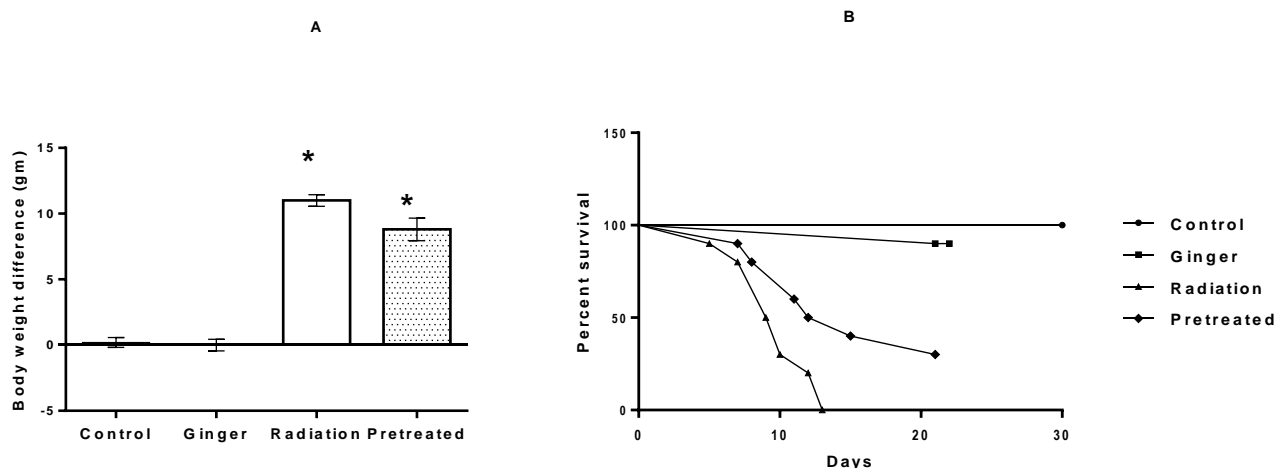 A
Body weight difference (gm)
15
10
5
0
-5
*
*
Control Ginger Radiation Pretreated
B
Percent survival
150
100
50
0
0 10 20 30
Days
Control
Ginger
Radiation
Pretreated